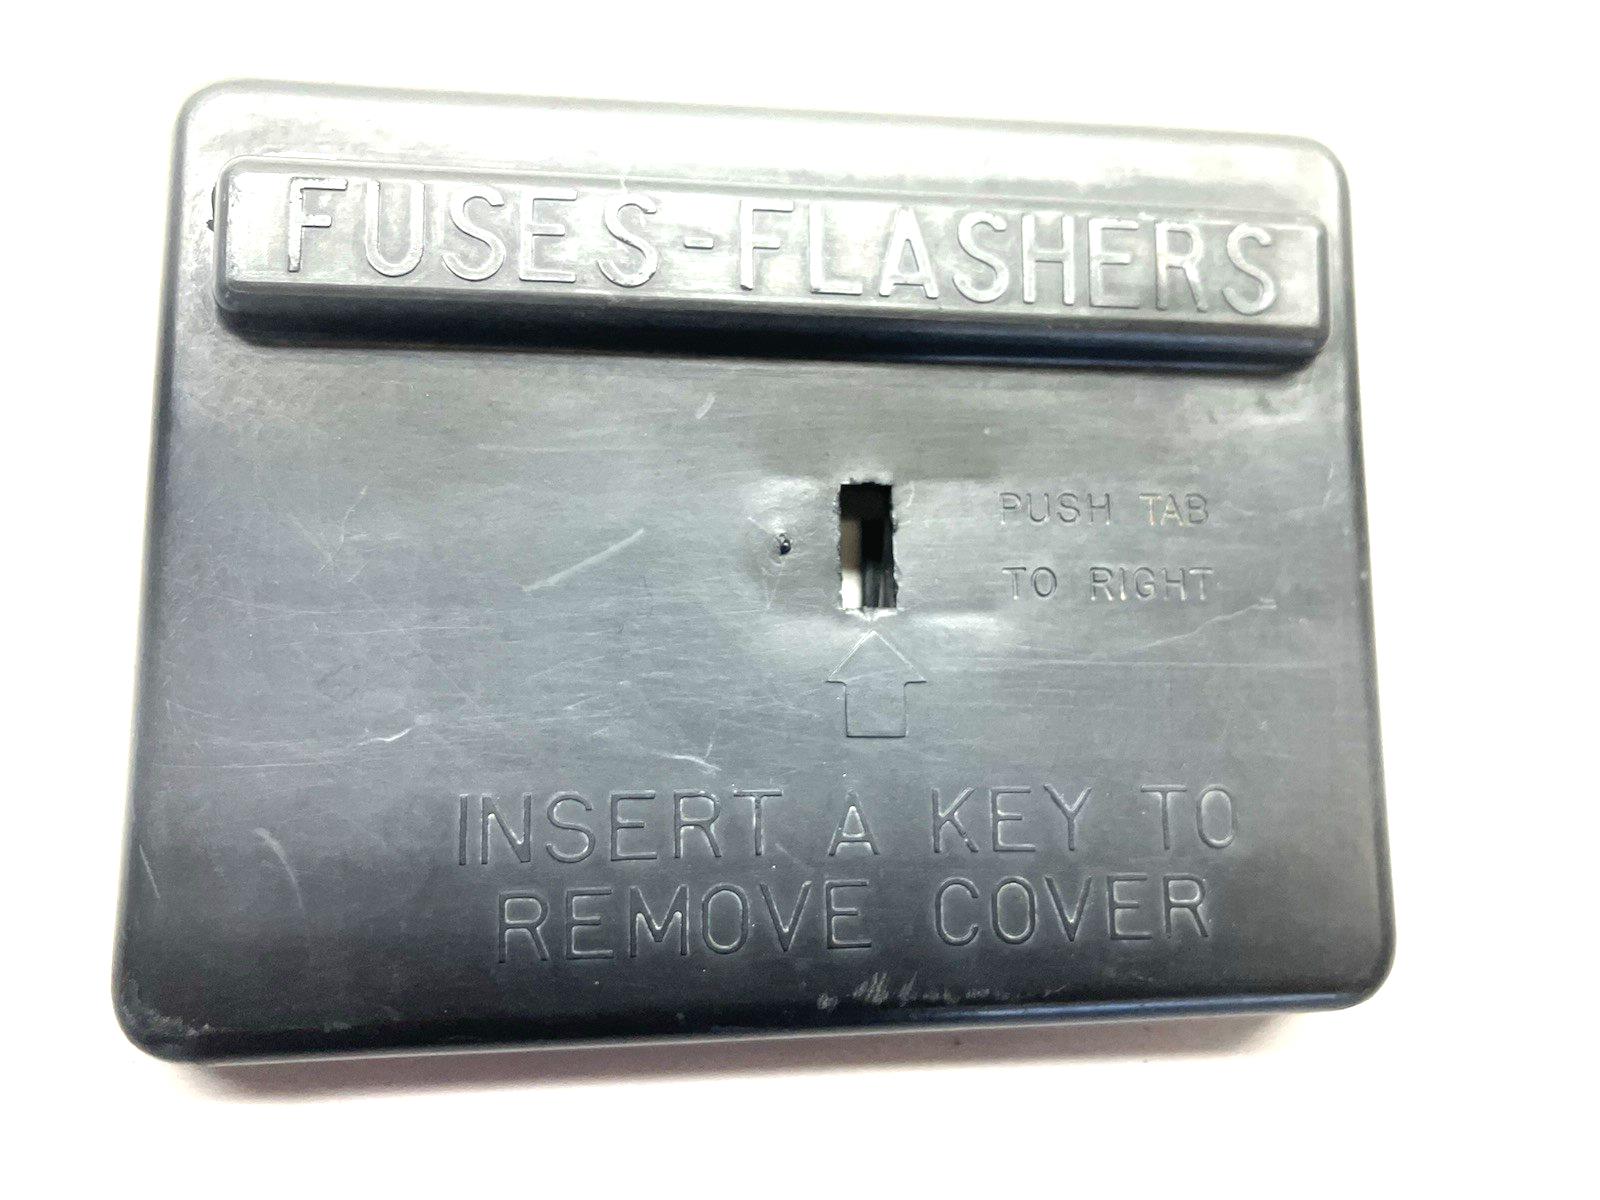 FUSES-FLASHERS
PUSH TAB
TO RIGHT
INSERT A KEY TO
REMOVE COVER